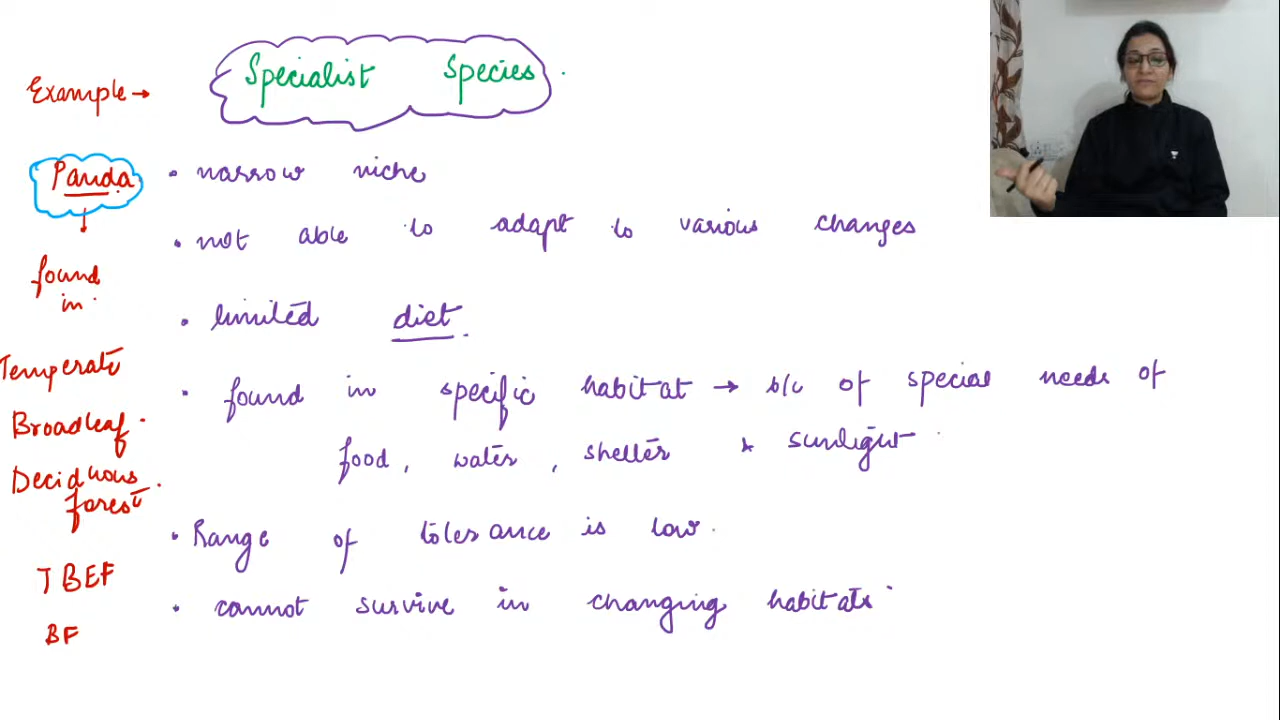 Specialist Species.
Example →
Panda
• narrow niche
• not able to adapt to various changes
found
in.
• limited diet.
Temperate
• found in specific habitat → b/c of special needs of
food, water, shelter & sunlight.
Broadleaf.
Deciduous.
forest
• Range of tolerance is low.
TBEF
• cannot survive in changing habitats.
BF